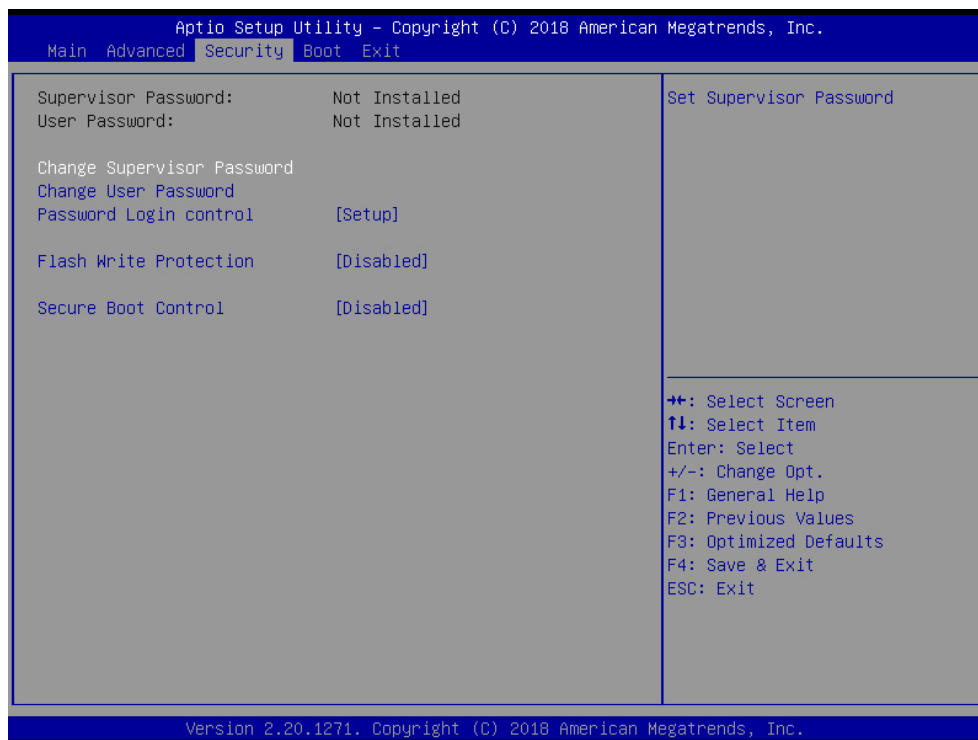 Aptio Setup Utility – Copyright (C) 2018 American Megatrends, Inc.
Main Advanced Security Boot Exit
Supervisor Password: Not Installed
User Password: Not Installed
Change Supervisor Password
Change User Password
Password Login control [Setup]
Flash Write Protection [Disabled]
Secure Boot Control [Disabled]
Set Supervisor Password
→←: Select Screen
↑↓: Select Item
Enter: Select
+/-: Change Opt.
F1: General Help
F2: Previous Values
F3: Optimized Defaults
F4: Save & Exit
ESC: Exit
Version 2.20.1271. Copyright (C) 2018 American Megatrends, Inc.